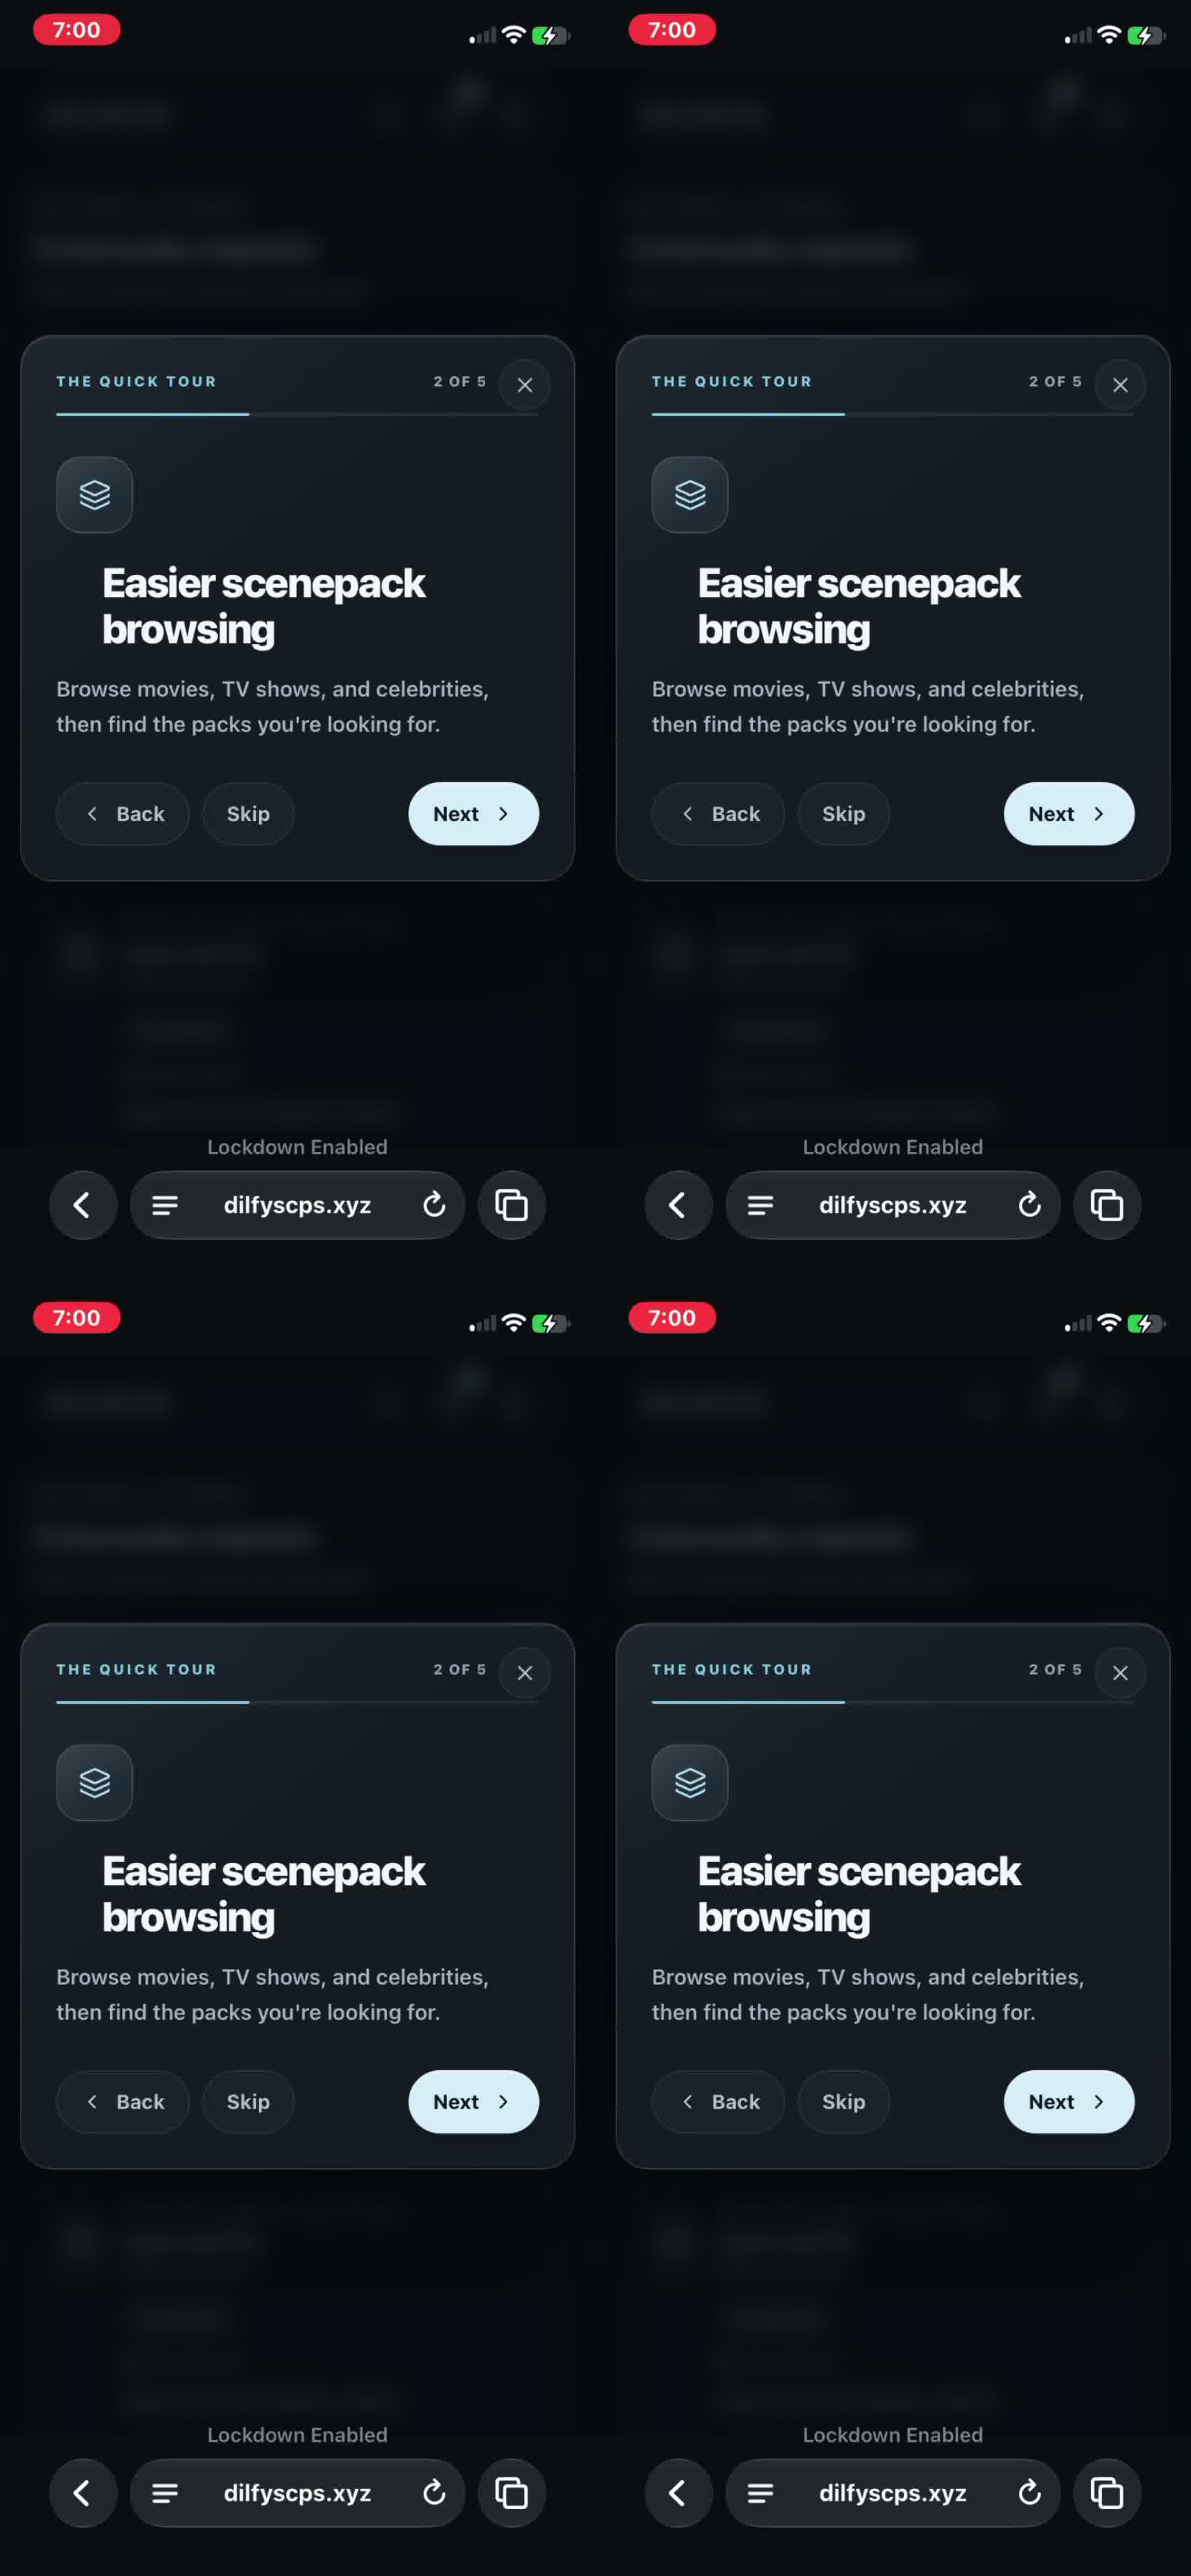 7:00
THE QUICK TOUR
2 OF 5
Easier scenepack
browsing
Browse movies, TV shows, and celebrities,
then find the packs you're looking for.
Back
Skip
Next
Lockdown Enabled
dilfyscps.xyz
7:00
THE QUICK TOUR
2 OF 5
Easier scenepack
browsing
Browse movies, TV shows, and celebrities,
then find the packs you're looking for.
Back
Skip
Next
Lockdown Enabled
dilfyscps.xyz
7:00
THE QUICK TOUR
2 OF 5
Easier scenepack
browsing
Browse movies, TV shows, and celebrities,
then find the packs you're looking for.
Back
Skip
Next
Lockdown Enabled
dilfyscps.xyz
7:00
THE QUICK TOUR
2 OF 5
Easier scenepack
browsing
Browse movies, TV shows, and celebrities,
then find the packs you're looking for.
Back
Skip
Next
Lockdown Enabled
dilfyscps.xyz